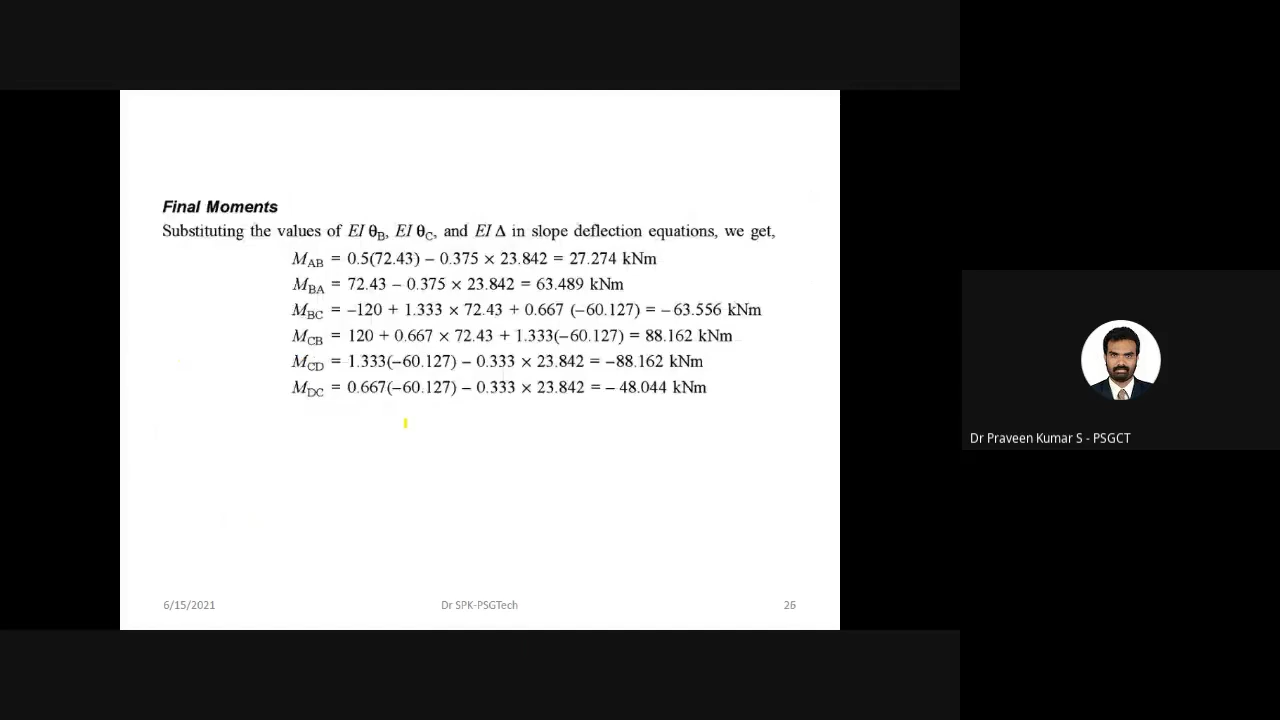 Final Moments
Substituting the values of EI θB, EI θC, and EI Δ in slope deflection equations, we get,
MAB = 0.5(72.43) − 0.375 × 23.842 = 27.274 kNm
MBA = 72.43 − 0.375 × 23.842 = 63.489 kNm
MBC = −120 + 1.333 × 72.43 + 0.667 (−60.127) = − 63.556 kNm
MCB = 120 + 0.667 × 72.43 + 1.333(−60.127) = 88.162 kNm
MCD = 1.333(−60.127) − 0.333 × 23.842 = −88.162 kNm
MDC = 0.667(−60.127) − 0.333 × 23.842 = − 48.044 kNm
6/15/2021 Dr SPK-PSGTech 26
Dr Praveen Kumar S - PSGCT